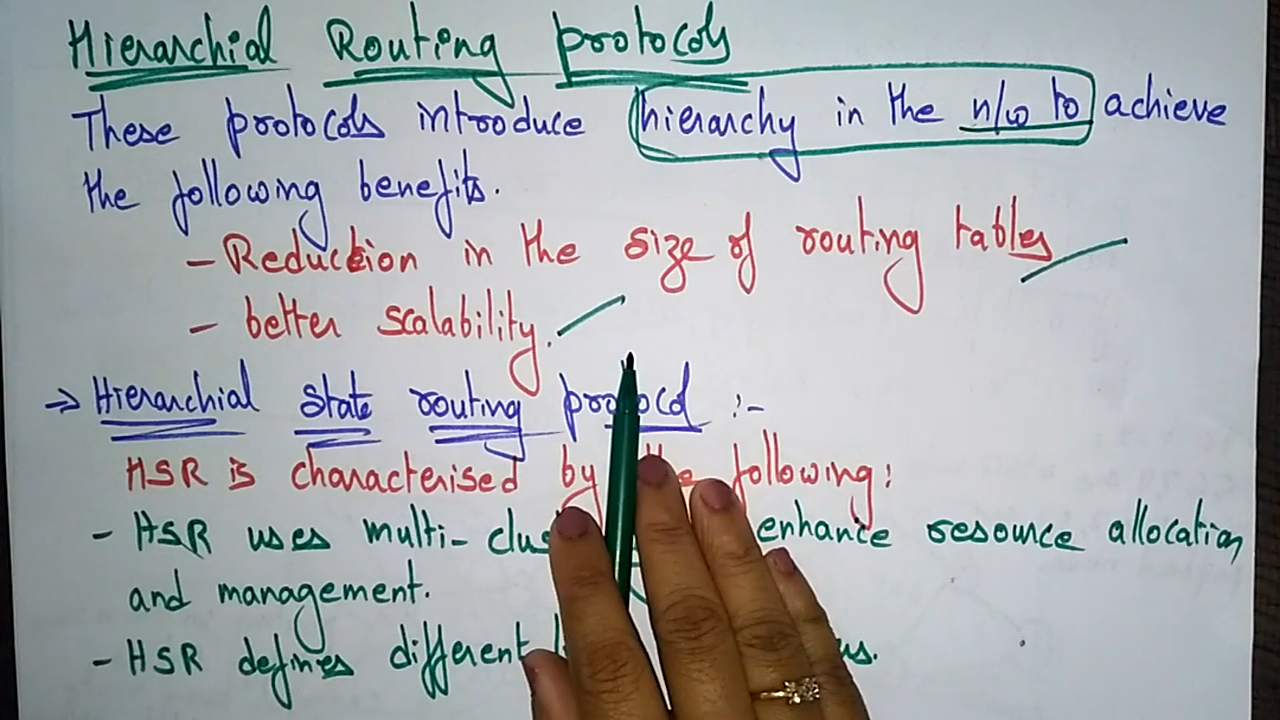 Hierarchial Routing protocols
These protocols introduce hierarchy in the n/w to achieve
the following benefits.
- Reduction in the size of routing tables
- better scalability.
⇒ Hierarchial state routing protocol :-
HSR is characterised by the following:
- HSR uses multi- enhance resource allocation
and management.
- HSR defines different